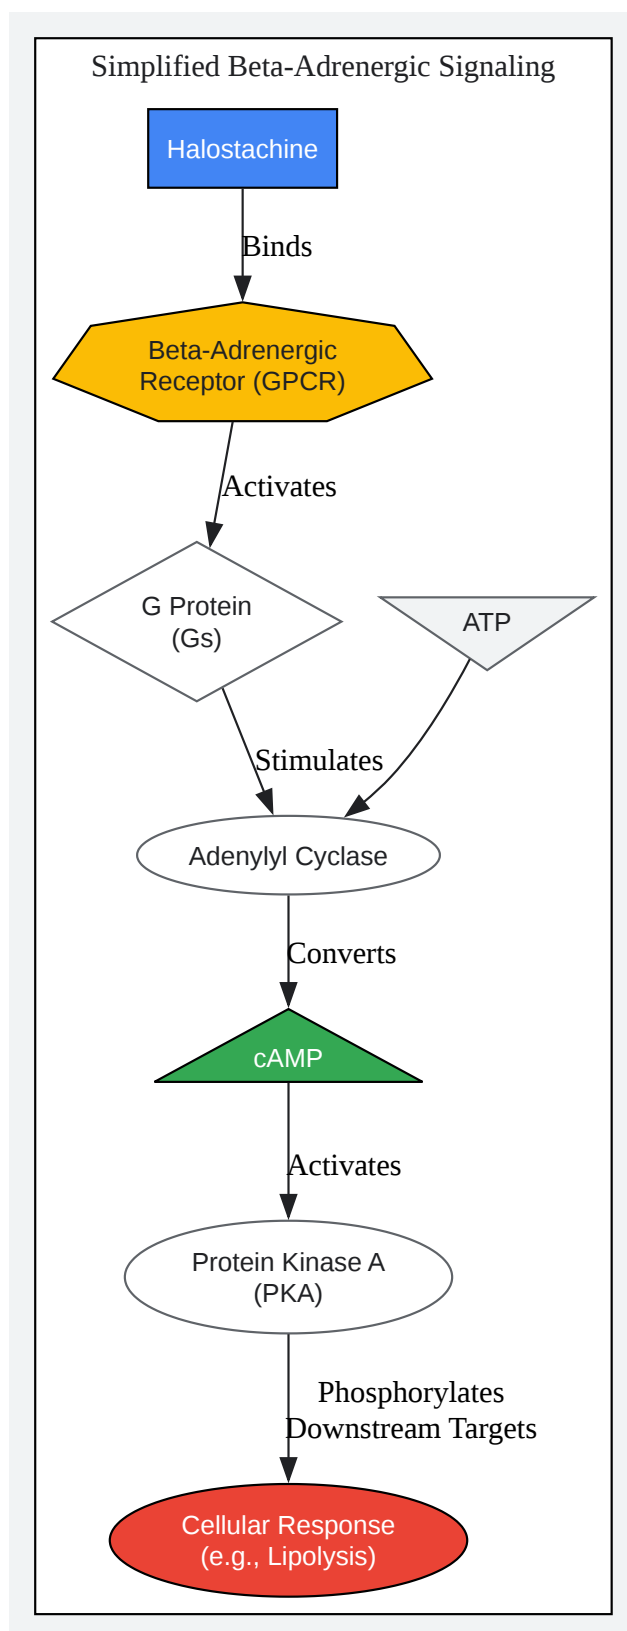 Simplified Beta-Adrenergic Signaling
Halostachine
Binds
Beta-Adrenergic
Receptor (GPCR)
Activates
G Protein
(Gs)
ATP
Stimulates
Adenylyl Cyclase
Converts
cAMP
Activates
Protein Kinase A
(PKA)
Phosphorylates
Downstream Targets
Cellular Response
(e.g., Lipolysis)